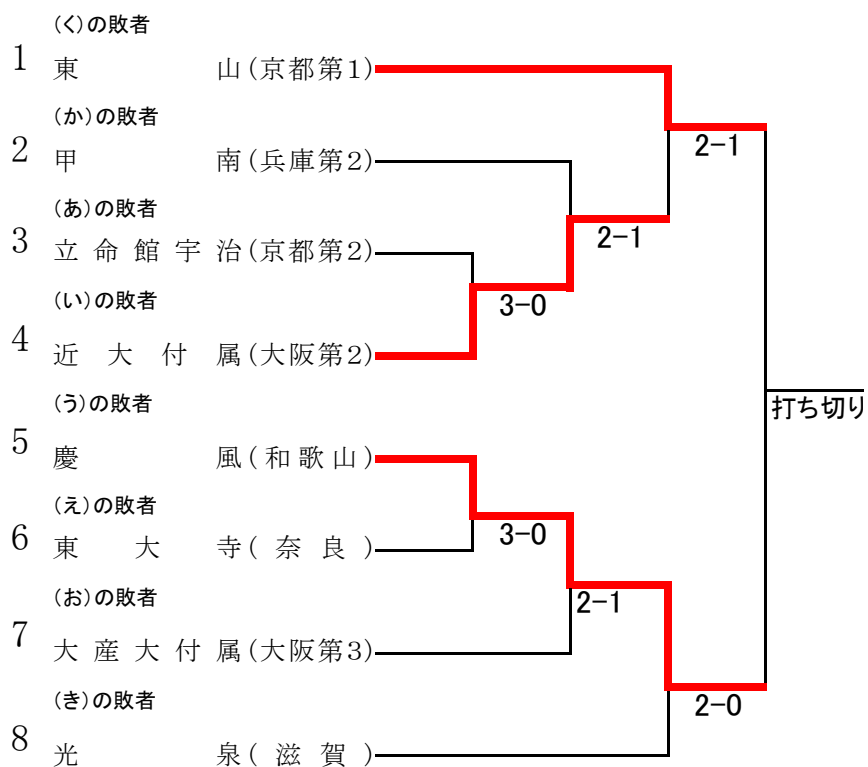 (く)の敗者
1 東山(京都第1)
2-1
(か)の敗者
2 甲南(兵庫第2)
(あ)の敗者
3 立命館宇治(京都第2)
2-1
(い)の敗者
3-0
4 近大付属(大阪第2)
打ち切り
(う)の敗者
5 慶風(和歌山)
(え)の敗者
6 東大寺(奈良)
3-0
(お)の敗者
2-1
7 大産大付属(大阪第3)
(き)の敗者
2-0
8 光泉(滋賀)